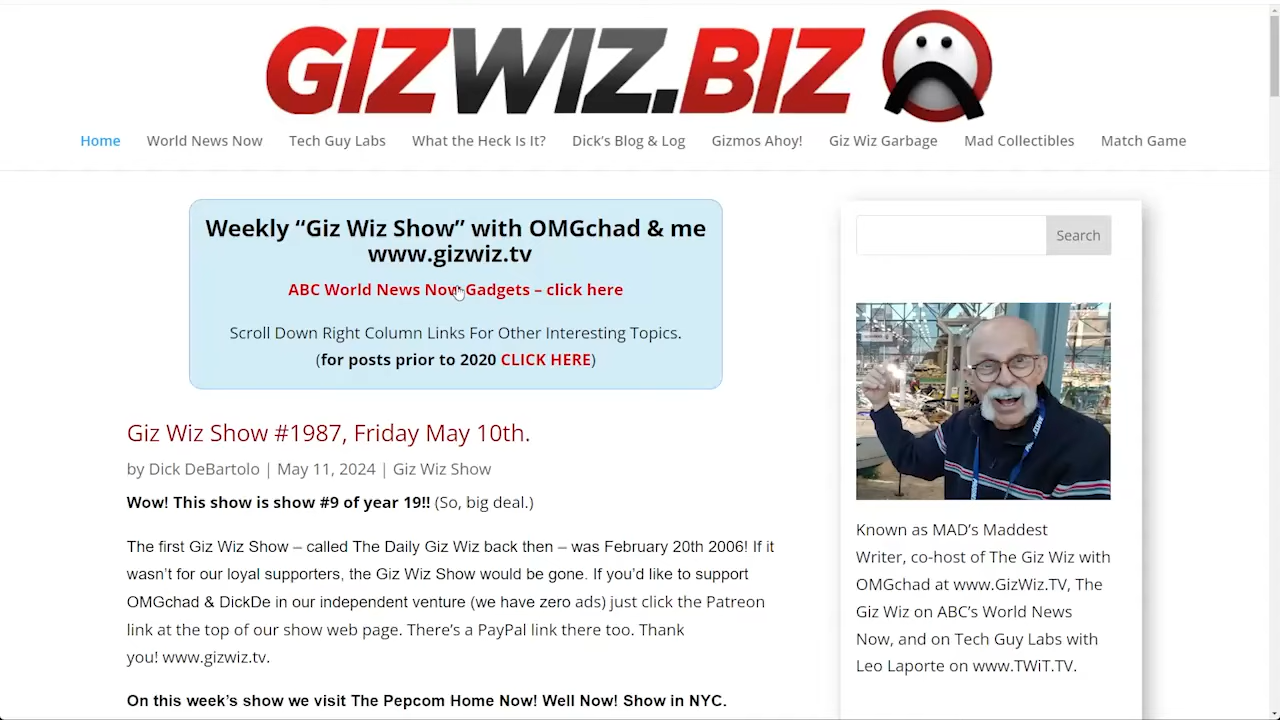 GIZWIZ.BIZ
Home
World News Now
Tech Guy Labs
What the Heck Is It?
Dick's Blog & Log
Gizmos Ahoy!
Giz Wiz Garbage
Mad Collectibles
Match Game
Weekly “Giz Wiz Show” with OMGchad & me
www.gizwiz.tv
ABC World News Now Gadgets – click here
Scroll Down Right Column Links For Other Interesting Topics.
(for posts prior to 2020 CLICK HERE)
Giz Wiz Show #1987, Friday May 10th.
by Dick DeBartolo | May 11, 2024 | Giz Wiz Show
Wow! This show is show #9 of year 19!! (So, big deal.)
The first Giz Wiz Show – called The Daily Giz Wiz back then – was February 20th 2006! If it
wasn’t for our loyal supporters, the Giz Wiz Show would be gone. If you’d like to support
OMGchad & DickDe in our independent venture (we have zero ads) just click the Patreon
link at the top of our show web page. There’s a PayPal link there too. Thank
you! www.gizwiz.tv.
On this week’s show we visit The Pepcom Home Now! Well Now! Show in NYC.
Search
Known as MAD’s Maddest
Writer, co-host of The Giz Wiz with
OMGchad at www.GizWiz.TV, The
Giz Wiz on ABC’s World News
Now, and on Tech Guy Labs with
Leo Laporte on www.TWiT.TV.